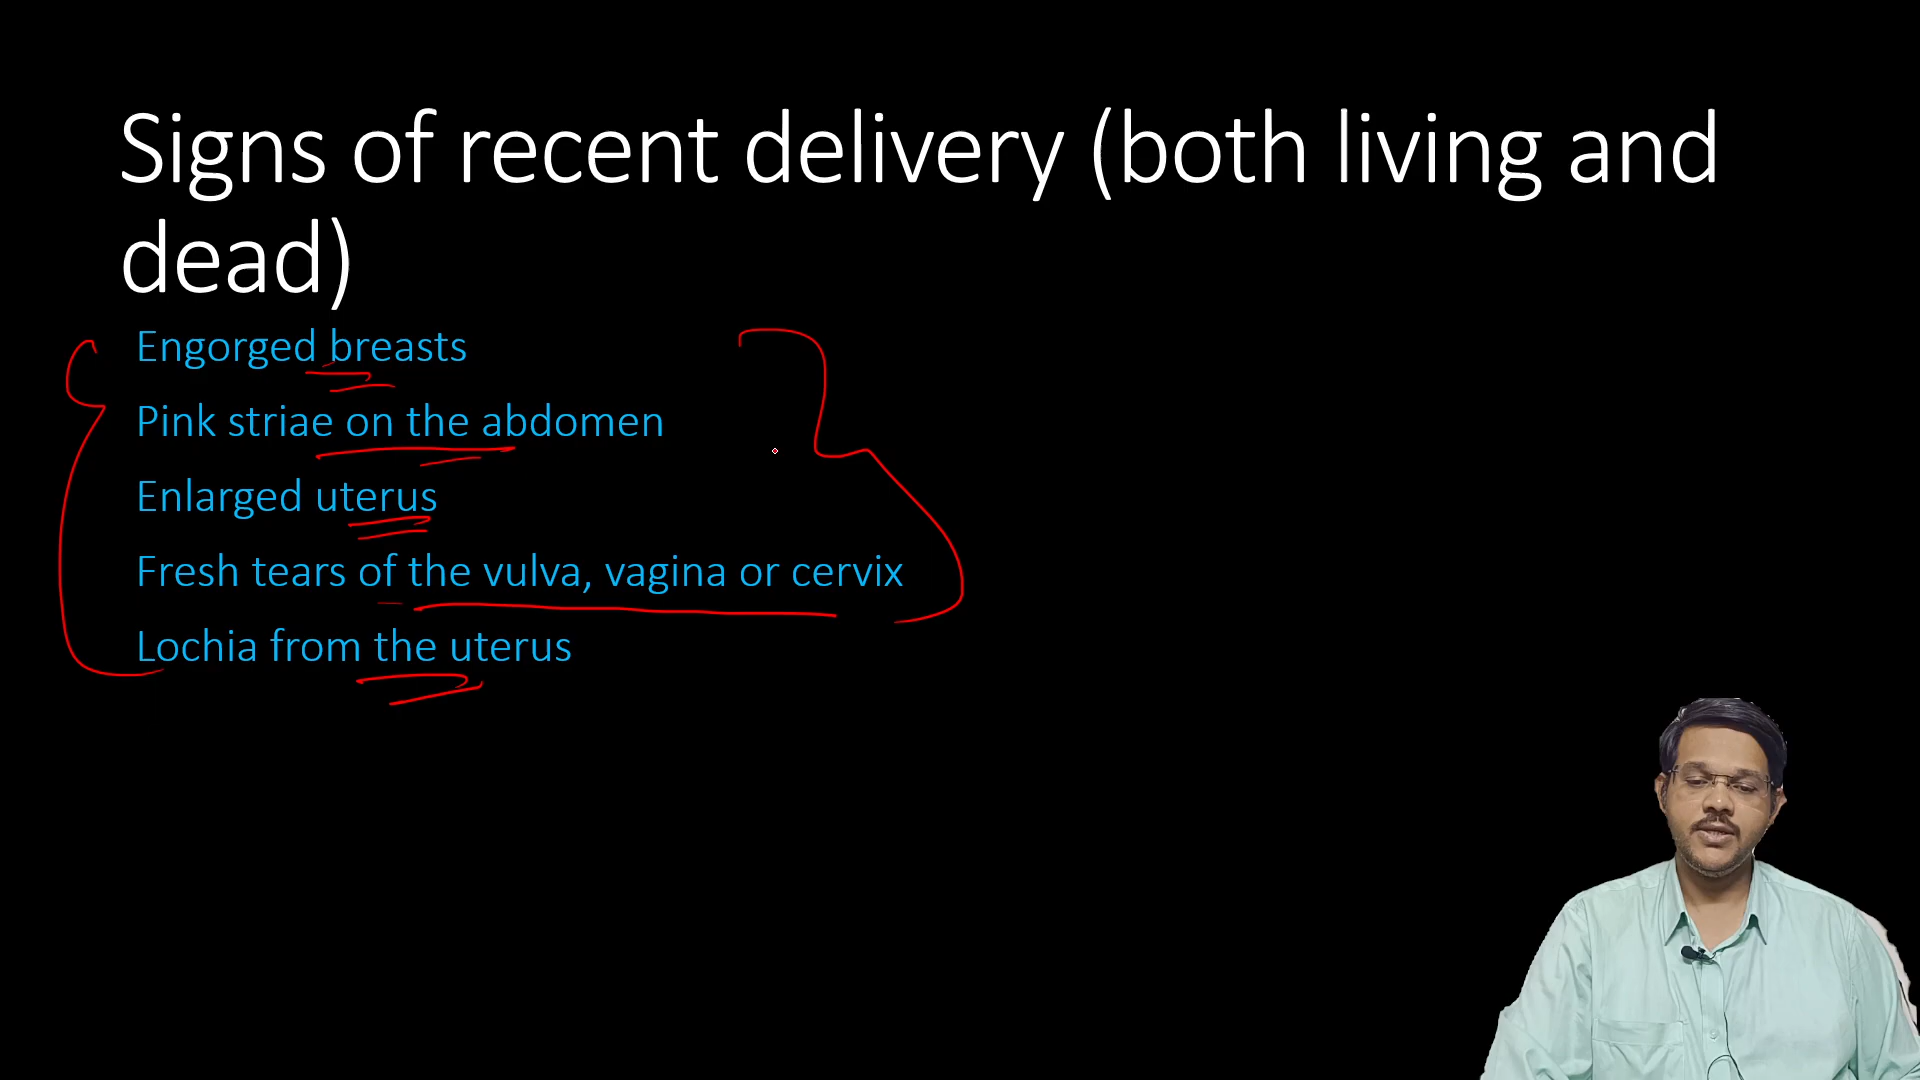 Signs of recent delivery (both living and
dead)
Engorged breasts
Pink striae on the abdomen
Enlarged uterus
Fresh tears of the vulva, vagina or cervix
Lochia from the uterus